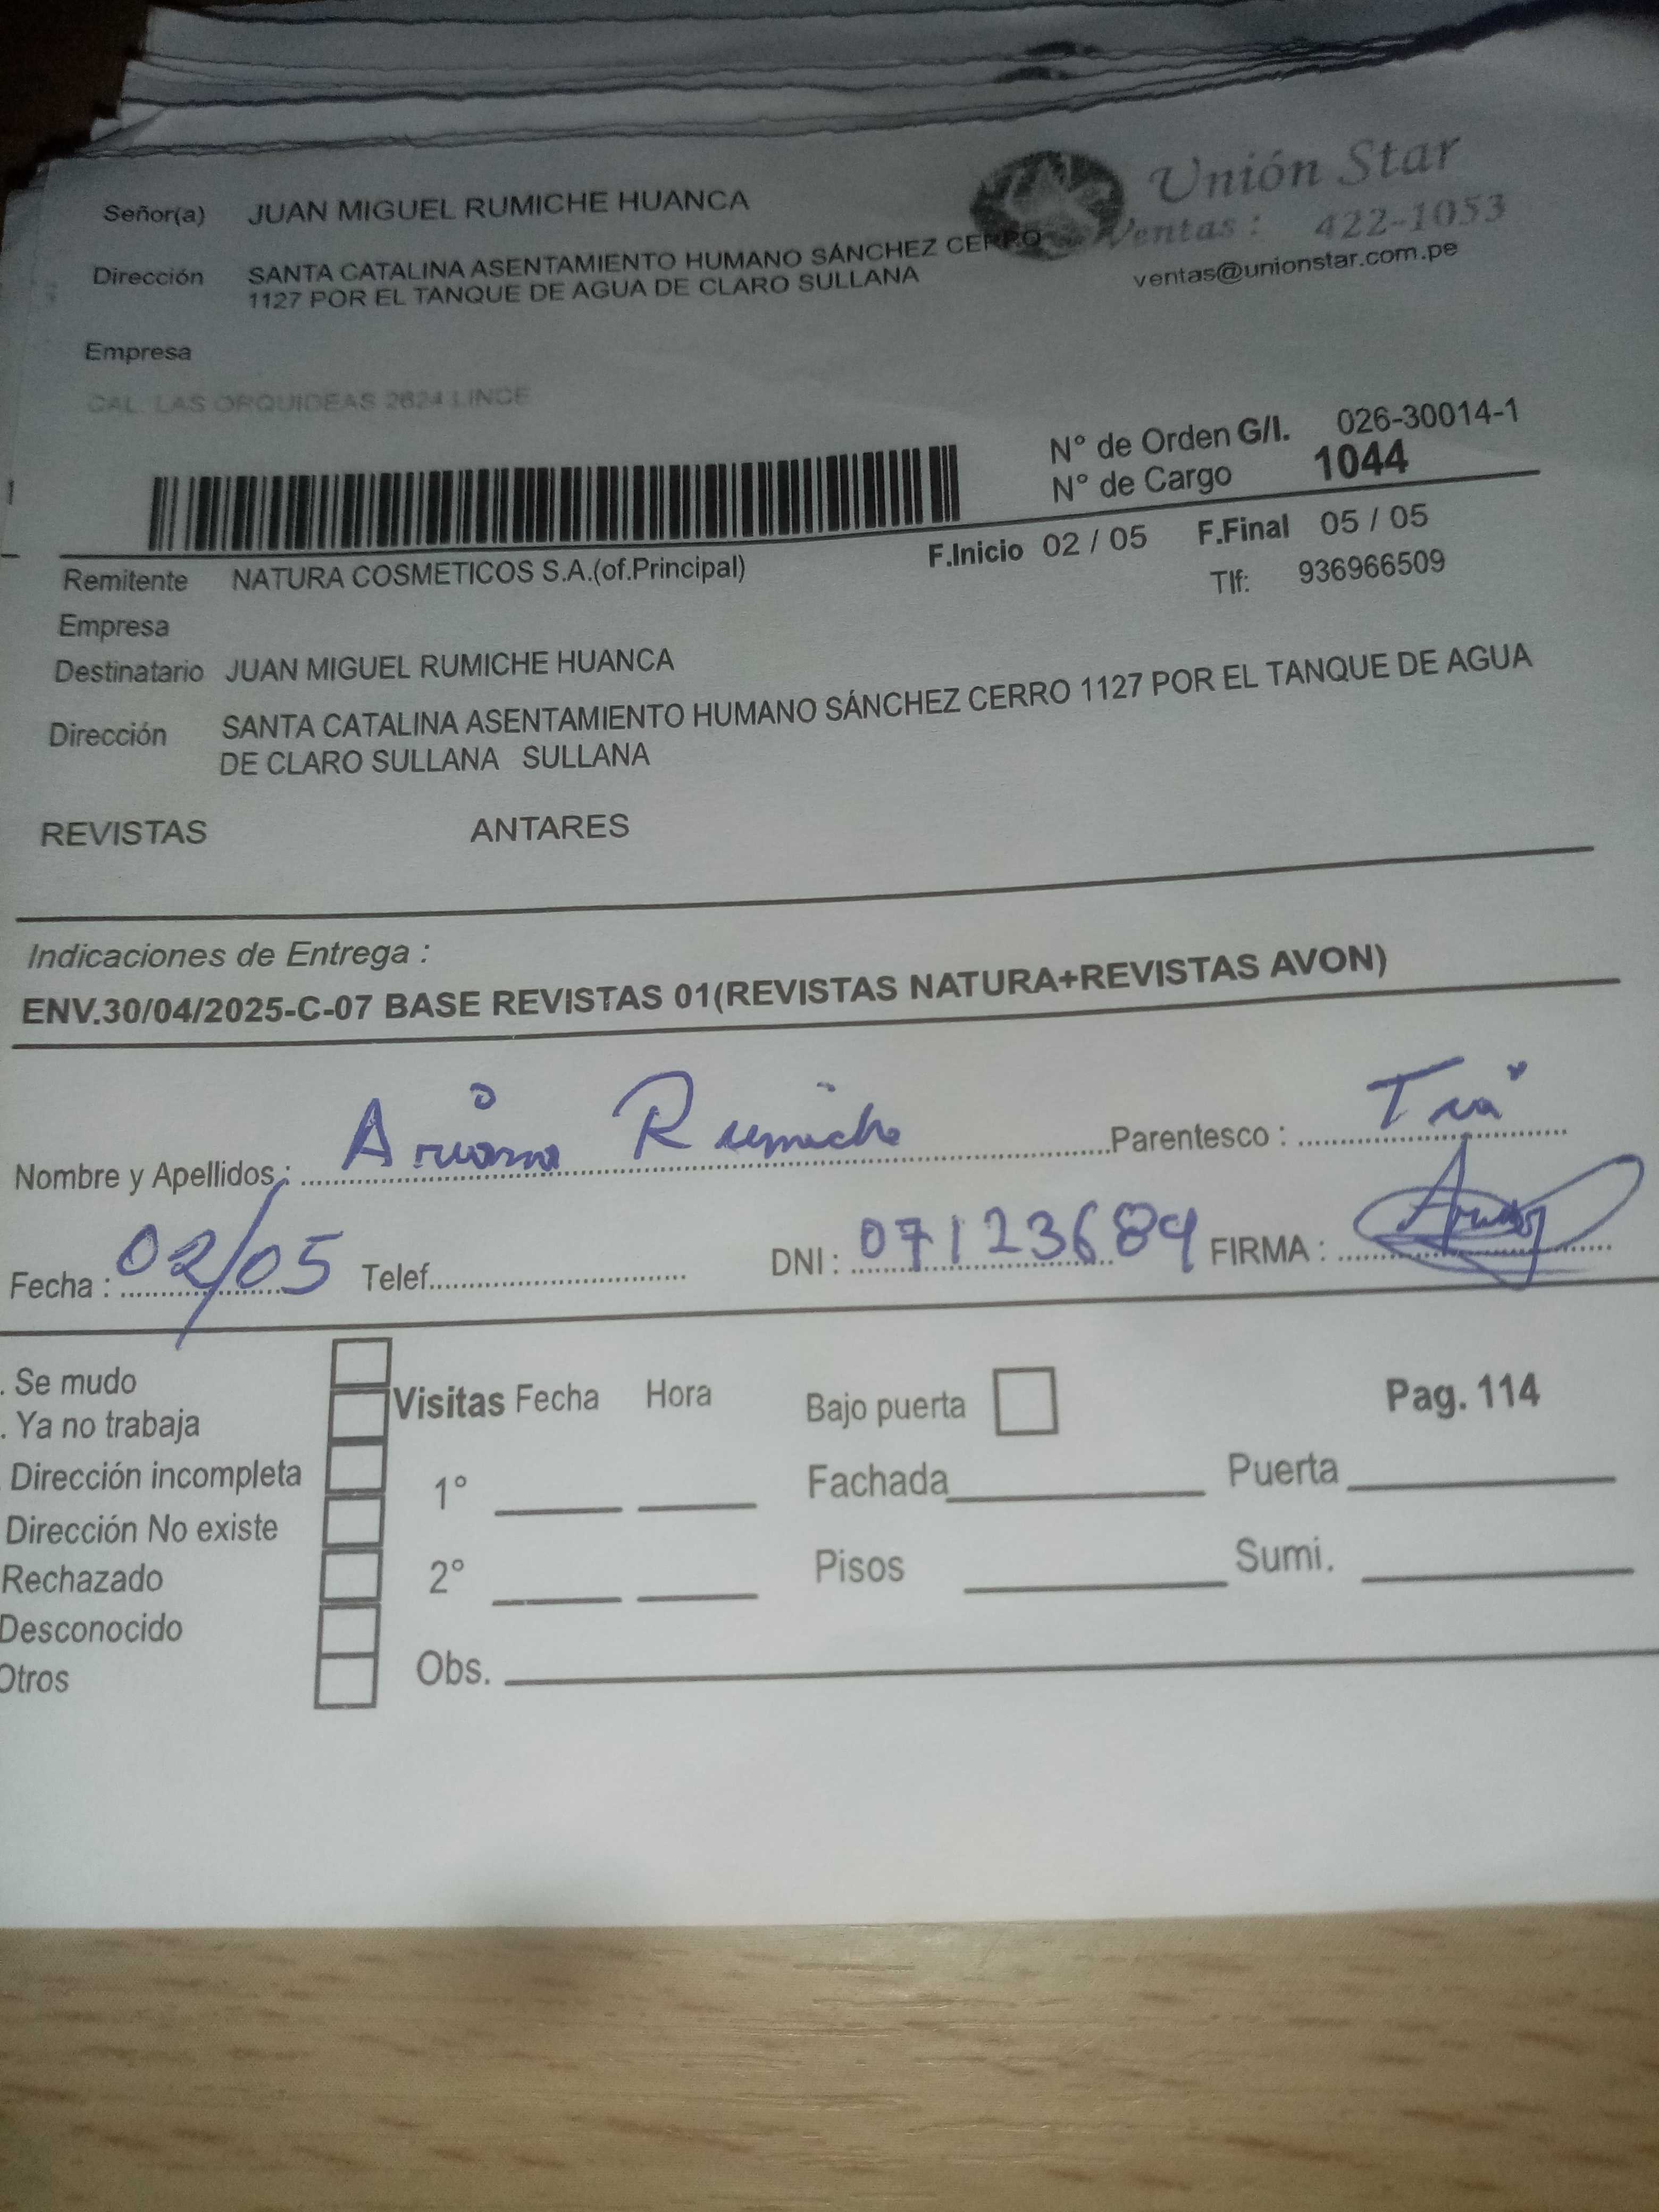 Señor(a) JUAN MIGUEL RUMICHE HUANCA
Unión Star
Ventas : 422-1053
ventas@unionstar.com.pe
Dirección SANTA CATALINA ASENTAMIENTO HUMANO SÁNCHEZ CERRO
1127 POR EL TANQUE DE AGUA DE CLARO SULLANA
Empresa
CAL. LAS ORQUIDEAS 2624 LINCE
N° de Orden G/I. 026-30014-1
N° de Cargo 1044
F.Inicio 02 / 05 F.Final 05 / 05
Remitente NATURA COSMETICOS S.A.(of.Principal)
Tlf: 936966509
Empresa
Destinatario JUAN MIGUEL RUMICHE HUANCA
Dirección SANTA CATALINA ASENTAMIENTO HUMANO SÁNCHEZ CERRO 1127 POR EL TANQUE DE AGUA
DE CLARO SULLANA SULLANA
REVISTAS ANTARES
Indicaciones de Entrega :
ENV.30/04/2025-C-07 BASE REVISTAS 01(REVISTAS NATURA+REVISTAS AVON)
Nombre y Apellidos : Ariana Rumiche Parentesco : Tia
Fecha : 02/05 Telef. DNI : 07123689 FIRMA :
. Se mudo
. Ya no trabaja
Dirección incompleta
Dirección No existe
Rechazado
Desconocido
Otros
Visitas Fecha Hora
1°
2°
Obs.
Bajo puerta
Pag. 114
Fachada Puerta
Pisos Sumi.